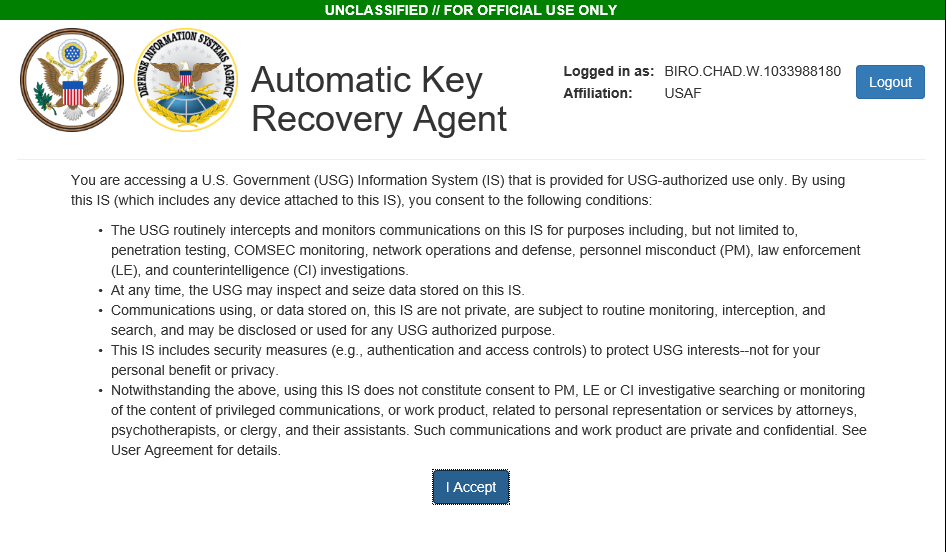 UNCLASSIFIED // FOR OFFICIAL USE ONLY
DEFENSE INFORMATION SYSTEMS AGENCY
Automatic Key
Recovery Agent
Logged in as: BIRO.CHAD.W.1033988180
Affiliation: USAF
Logout
You are accessing a U.S. Government (USG) Information System (IS) that is provided for USG-authorized use only. By using
this IS (which includes any device attached to this IS), you consent to the following conditions:
• The USG routinely intercepts and monitors communications on this IS for purposes including, but not limited to,
penetration testing, COMSEC monitoring, network operations and defense, personnel misconduct (PM), law enforcement
(LE), and counterintelligence (CI) investigations.
• At any time, the USG may inspect and seize data stored on this IS.
• Communications using, or data stored on, this IS are not private, are subject to routine monitoring, interception, and
search, and may be disclosed or used for any USG authorized purpose.
• This IS includes security measures (e.g., authentication and access controls) to protect USG interests--not for your
personal benefit or privacy.
• Notwithstanding the above, using this IS does not constitute consent to PM, LE or CI investigative searching or monitoring
of the content of privileged communications, or work product, related to personal representation or services by attorneys,
psychotherapists, or clergy, and their assistants. Such communications and work product are private and confidential. See
User Agreement for details.
I Accept